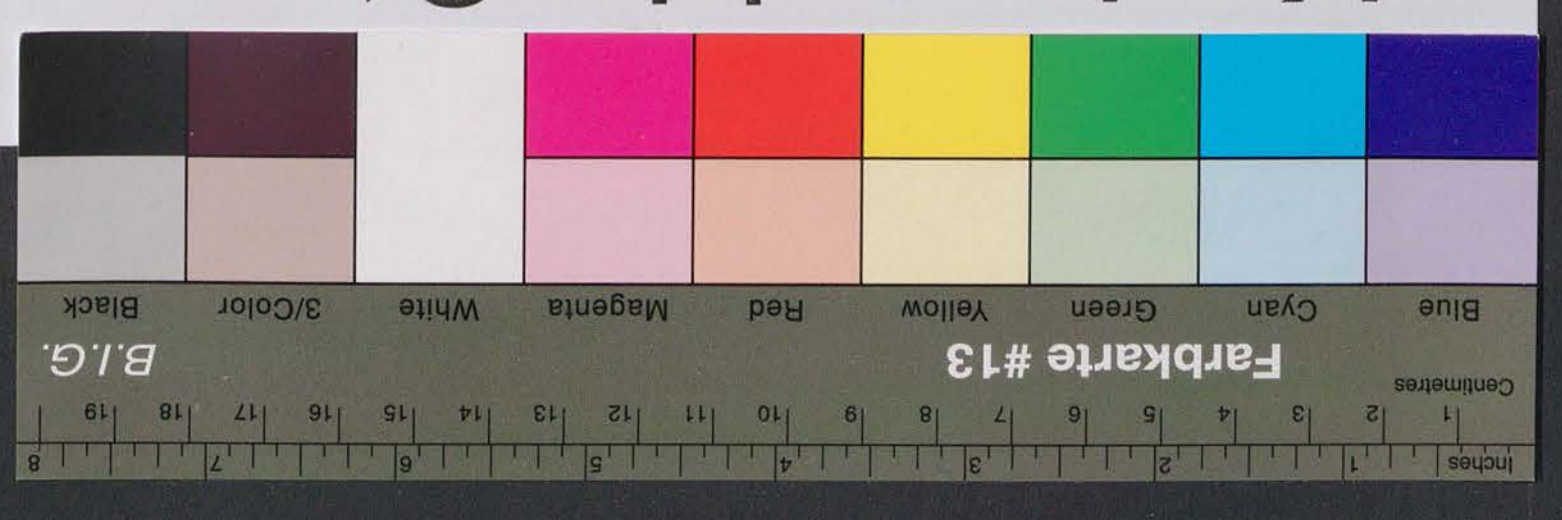 Inches 1 2 3 4 5 6 7 8
1 2 3 4 5 6 7 8 9 10 11 12 13 14 15 16 17 18 19
Centimetres
Farbkarte #13 B.I.G.
Blue Cyan Green Yellow Red Magenta White 3/Color Black